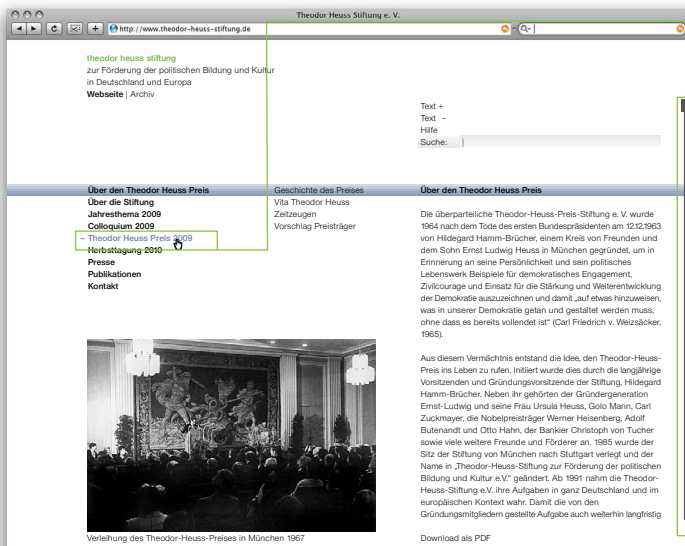 Theodor Heuss Stiftung e. V.
http://www.theodor-heuss-stiftung.de
theodor heuss stiftung
zur Förderung der politischen Bildung und Kultur
in Deutschland und Europa
Webseite | Archiv
Text +
Text –
Hilfe
Suche:
Über den Theodor Heuss Preis
Über die Stiftung
Jahresthema 2009
Colloquium 2009
– Theodor Heuss Preis 2009
Herbsttagung 2010
Presse
Publikationen
Kontakt
Geschichte des Preises
Vita Theodor Heuss
Zeitzeugen
Vorschlag Preisträger
Über den Theodor Heuss Preis
Die überparteiliche Theodor-Heuss-Preis-Stiftung e. V. wurde
1964 nach dem Tode des ersten Bundespräsidenten am 12.12.1963
von Hildegard Hamm-Brücher, einem Kreis von Freunden und
dem Sohn Ernst Ludwig Heuss in München gegründet, um in
Erinnerung an seine Persönlichkeit und sein politisches
Lebenswerk Beispiele für demokratisches Engagement,
Zivilcourage und Einsatz für die Stärkung und Weiterentwicklung
der Demokratie auszuzeichnen und damit „auf etwas hinzuweisen,
was in unserer Demokratie getan und gestaltet werden muss,
ohne dass es bereits vollendet ist“ (Carl Friedrich v. Weizsäcker,
1965).
Aus diesem Vermächtnis entstand die Idee, den Theodor-Heuss-
Preis ins Leben zu rufen. Initiiert wurde dies durch die langjährige
Vorsitzenden und Gründungsvorsitzende der Stiftung, Hildegard
Hamm-Brücher. Neben ihr gehörten der Gründergeneration
Ernst-Ludwig und seine Frau Ursula Heuss, Golo Mann, Carl
Zuckmayer, die Nobelpreisträger Werner Heisenberg, Adolf
Butenandt und Otto Hahn, der Bankier Christoph von Tucher
sowie viele weitere Freunde und Förderer an. 1985 wurde der
Sitz der Stiftung von München nach Stuttgart verlegt und der
Name in „Theodor-Heuss-Stiftung zur Förderung der politischen
Bildung und Kultur e.V.“ geändert. Ab 1991 nahm die Theodor-
Heuss-Stiftung e.V. ihre Aufgaben in ganz Deutschland und im
europäischen Kontext wahr. Damit die von den
Gründungsmitgliedern gestellte Aufgabe auch weiterhin langfristig
Verleihung des Theodor-Heuss-Preises in München 1967
Download als PDF